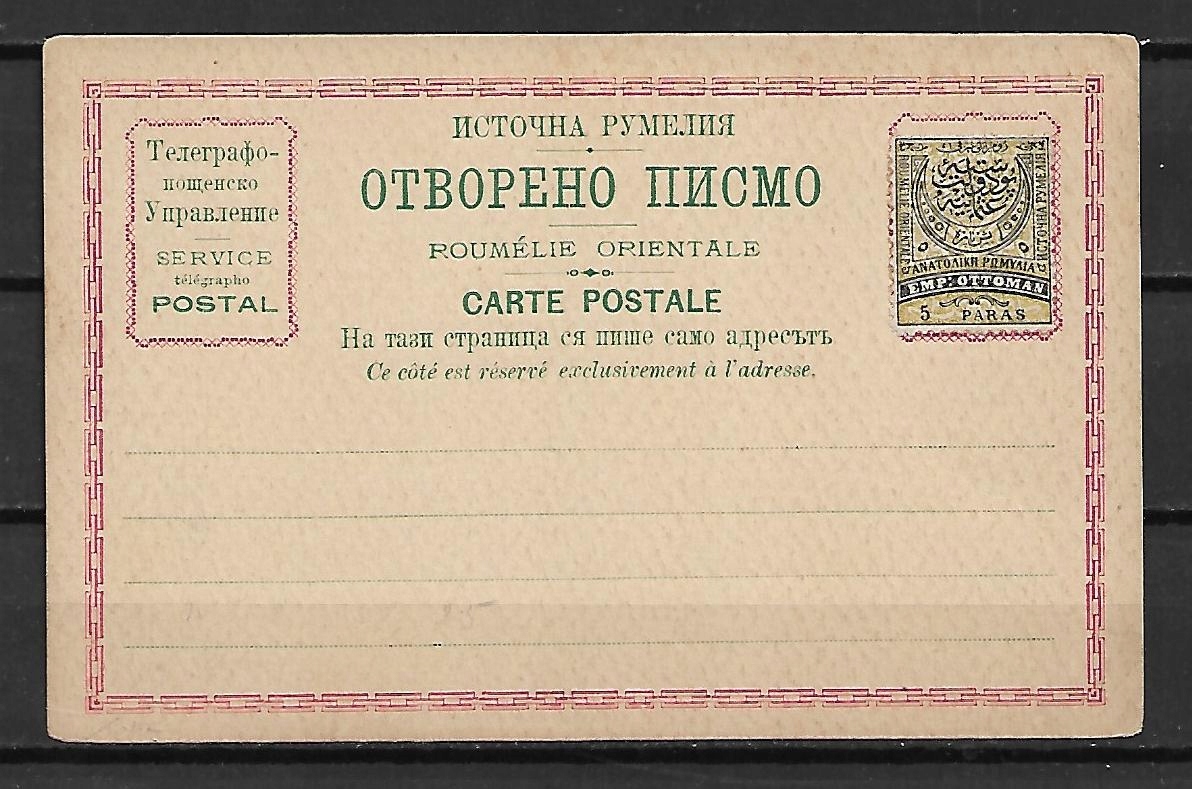 ИСТОЧНА РУМЕЛИЯ
ОТВОРЕНО ПИСМО
ROUMÉLIE ORIENTALE
CARTE POSTALE
На тази страница ся пише само адресътъ
Ce côté est réservé exclusivement à l'adresse.
Телеграфо-
пощенско
Управление
SERVICE
télégrapho
POSTAL
ROUMELIE ORIENTALE
ИСТОЧНА РУМЕЛИЯ
ΑΝΑΤΟΛΙΚΗ ΡΩΜΥΛΙΑ
EMP: OTTOMAN
5 PARAS